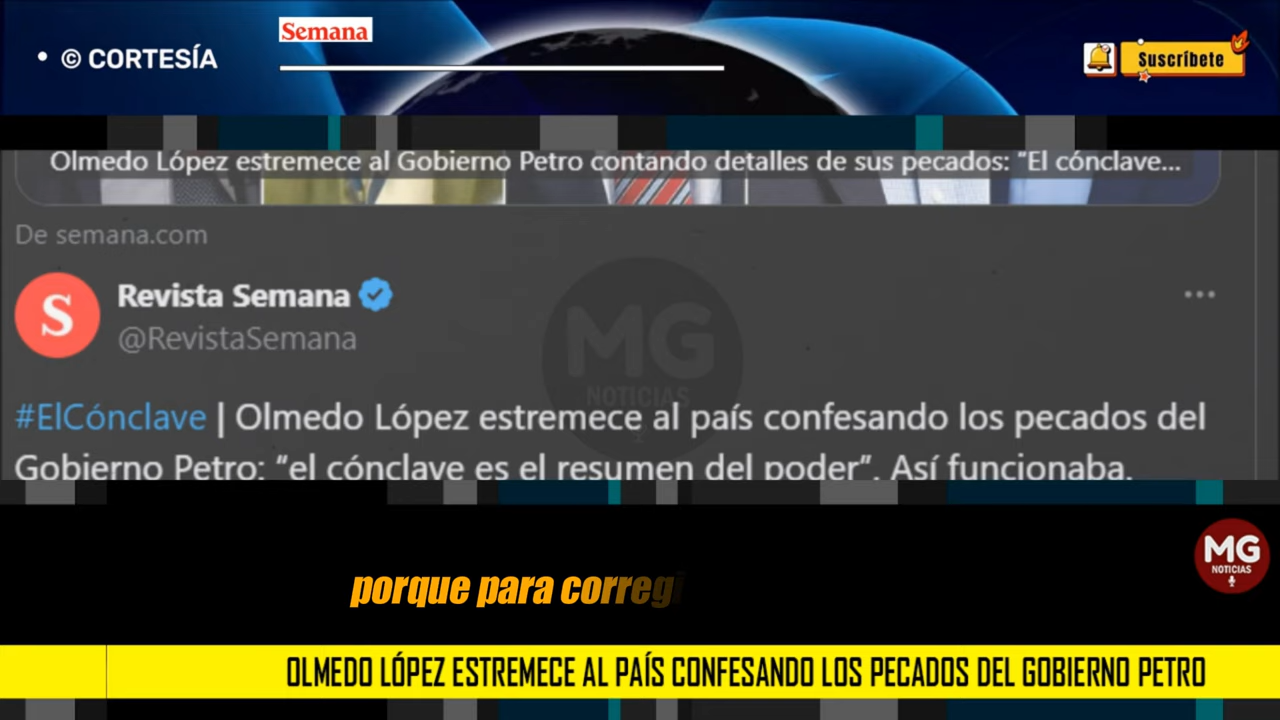 Semana
• © CORTESÍA
Suscríbete
Olmedo López estremece al Gobierno Petro contando detalles de sus pecados: "El cónclave...
De semana.com
S
Revista Semana
@RevistaSemana
MG
NOTICIAS
#ElCónclave | Olmedo López estremece al país confesando los pecados del
Gobierno Petro: “el cónclave es el resumen del poder”. Así funcionaba.
MG
NOTICIAS
porque para corregi
OLMEDO LÓPEZ ESTREMECE AL PAÍS CONFESANDO LOS PECADOS DEL GOBIERNO PETRO